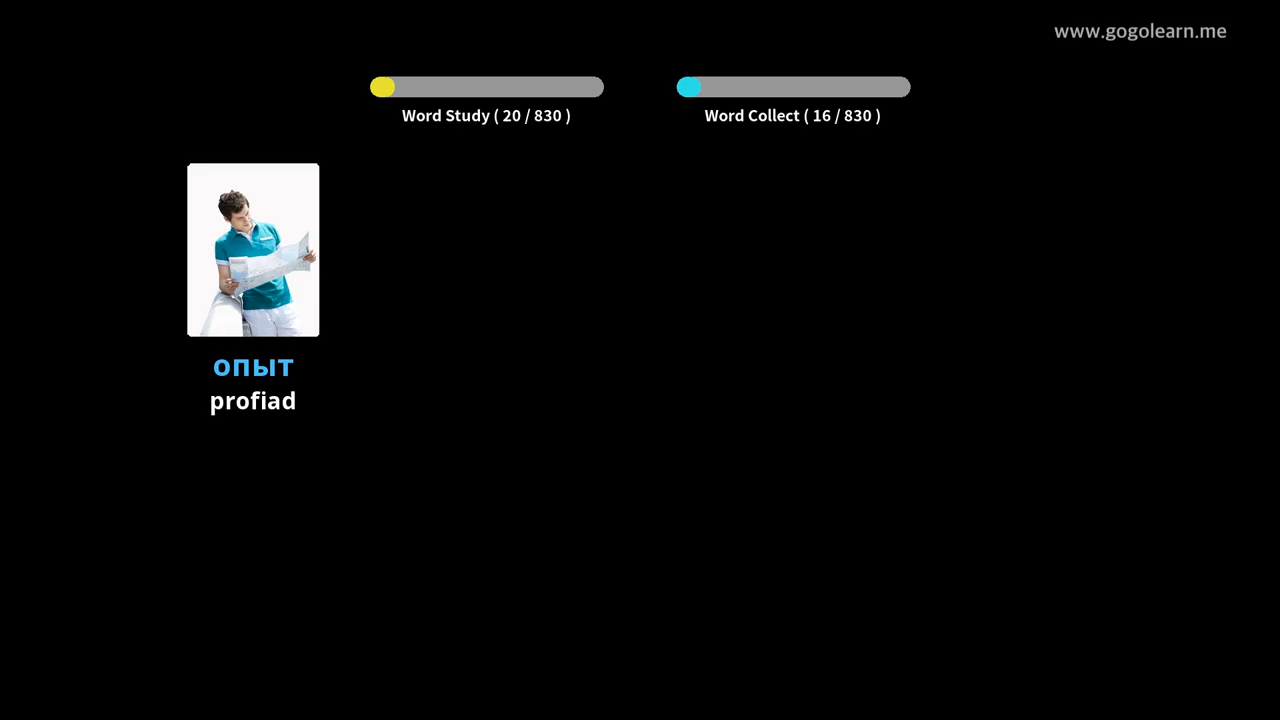 www.gogolearn.me
Word Study ( 20 / 830 )
Word Collect ( 16 / 830 )
опыт
profiad